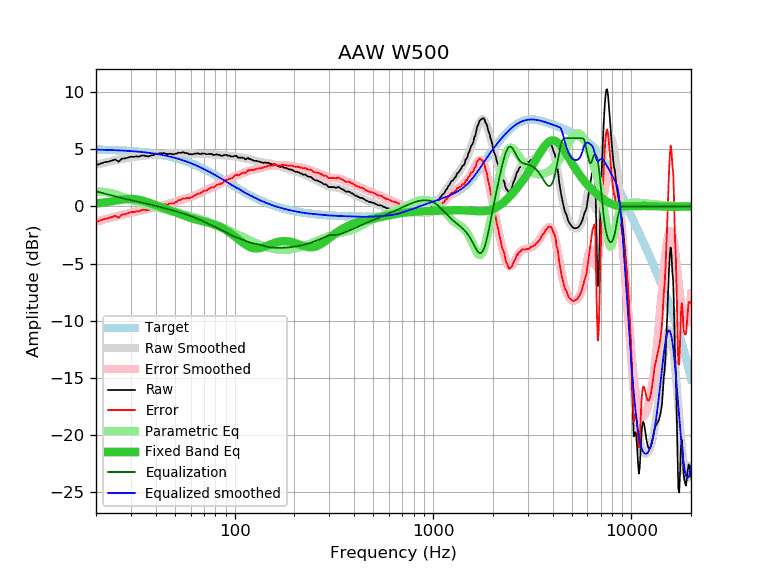 AAW W500
10
5
0
−5
−10
−15
−20
−25
Amplitude (dBr)
Target
Raw Smoothed
Error Smoothed
Raw
Error
Parametric Eq
Fixed Band Eq
Equalization
Equalized smoothed
100
1000
10000
Frequency (Hz)